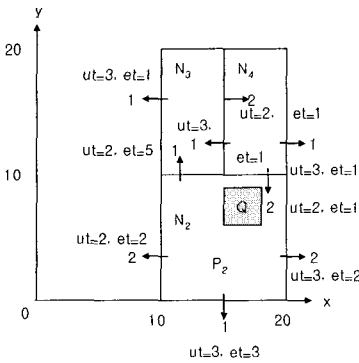 y
20
N3 N4
ut=3, et=1
1 2
ut=2, et=1
ut=3,
ut=2, et=5 1 1 1
et=1
10 ut=3, et=1
Q 2 ut=2, et=1
N2
ut=2, et=2
2 2
P2
ut=3, et=2
0 10 20 x
1
ut=3, et=3